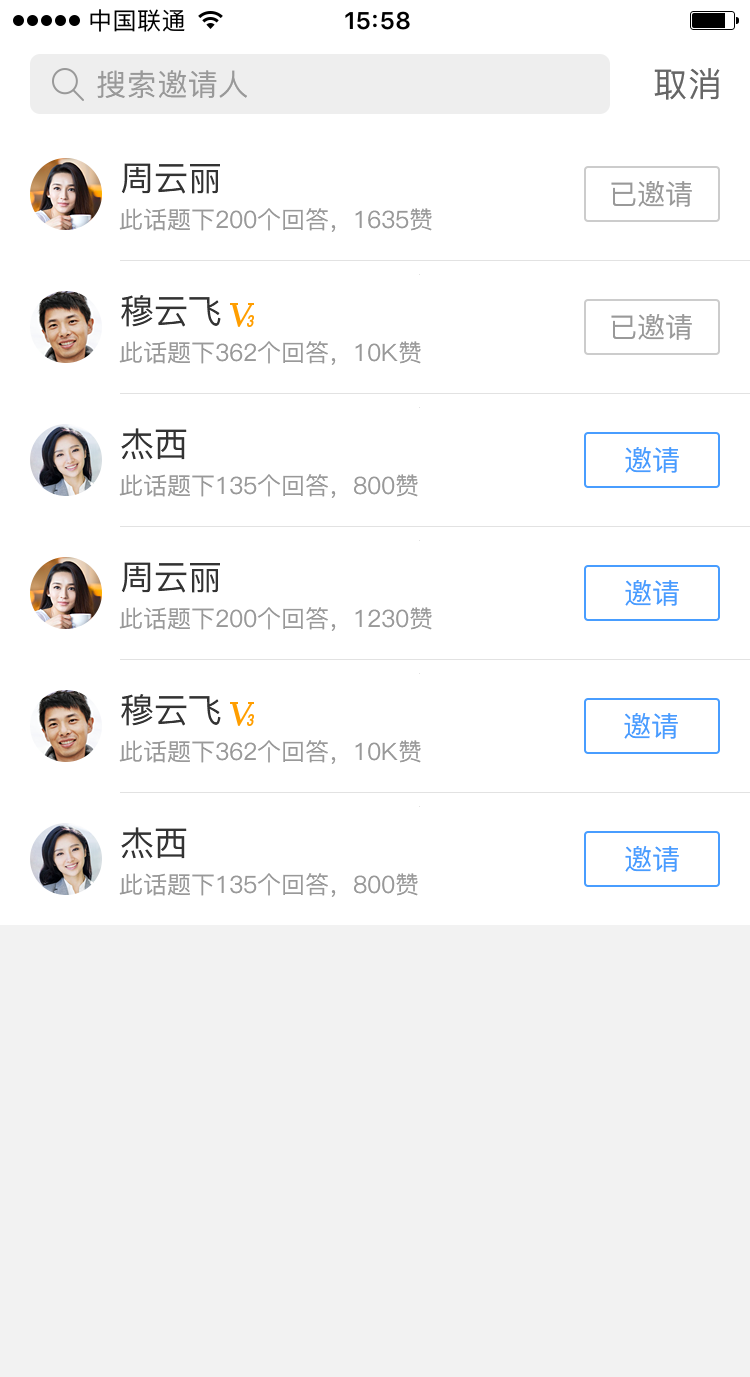 中国联通 15:58
搜索邀请人 取消
周云丽
此话题下200个回答，1635赞
已邀请
穆云飞 V3
此话题下362个回答，10K赞
已邀请
杰西
此话题下135个回答，800赞
邀请
周云丽
此话题下200个回答，1230赞
邀请
穆云飞 V3
此话题下362个回答，10K赞
邀请
杰西
此话题下135个回答，800赞
邀请